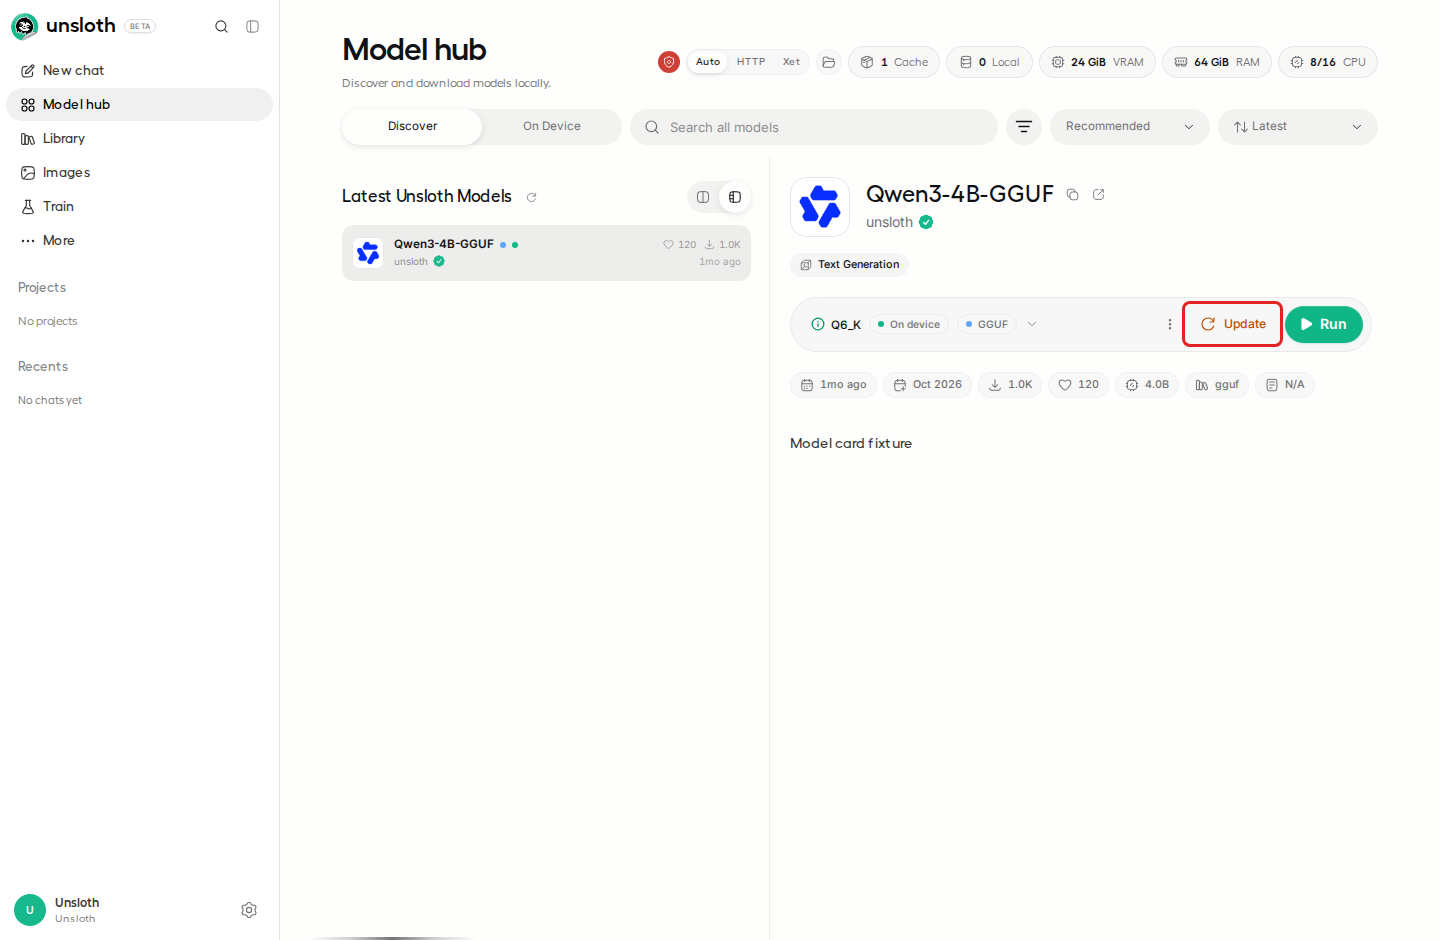 unsloth BETA
New chat
Model hub
Library
Images
Train
More
Projects
No projects
Recents
No chats yet
U
Unsloth
Unsloth
Model hub
Discover and download models locally.
Auto HTTP Xet
1 Cache
0 Local
24 GiB VRAM
64 GiB RAM
8/16 CPU
Discover
On Device
Search all models
Recommended
Latest
Latest Unsloth Models
Qwen3-4B-GGUF
120 1.0K
unsloth
1mo ago
Qwen3-4B-GGUF
unsloth
Text Generation
Q6_K On device GGUF
Update
Run
1mo ago Oct 2026 1.0K 120 4.0B gguf N/A
Model card fixture